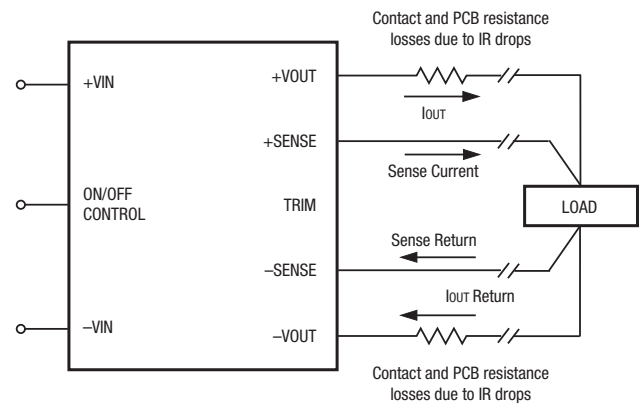 Contact and PCB resistance
losses due to IR drops
+VIN
+VOUT
IOUT
+SENSE
Sense Current
ON/OFF
CONTROL
TRIM
LOAD
Sense Return
–SENSE
IOUT Return
–VIN
–VOUT
Contact and PCB resistance
losses due to IR drops